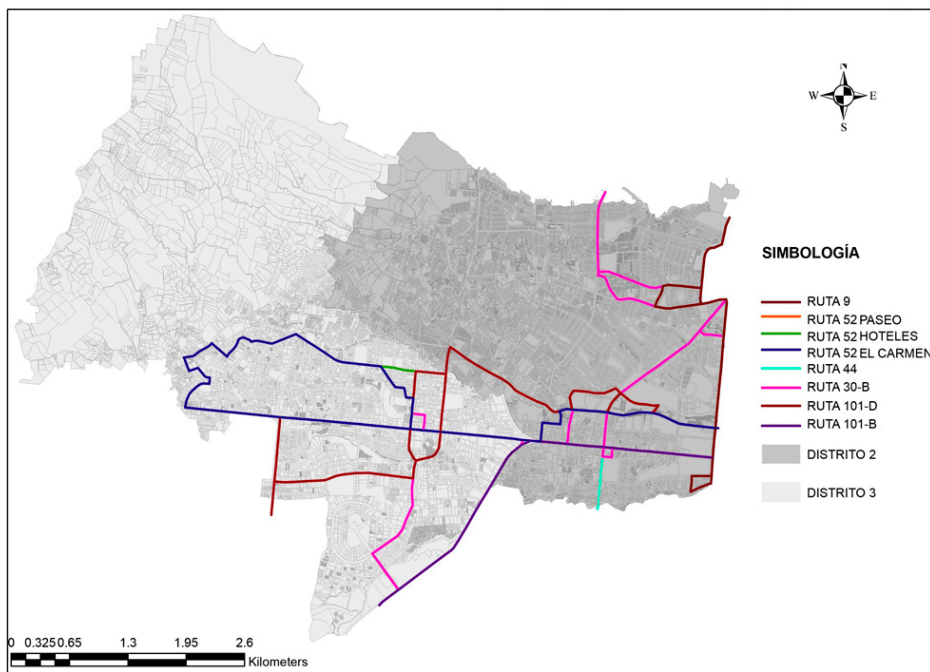 N
W E
S
SIMBOLOGÍA
RUTA 9
RUTA 52 PASEO
RUTA 52 HOTELES
RUTA 52 EL CARMEN
RUTA 44
RUTA 30-B
RUTA 101-D
RUTA 101-B
DISTRITO 2
DISTRITO 3
0 0.325 0.65 1.3 1.95 2.6
Kilometers